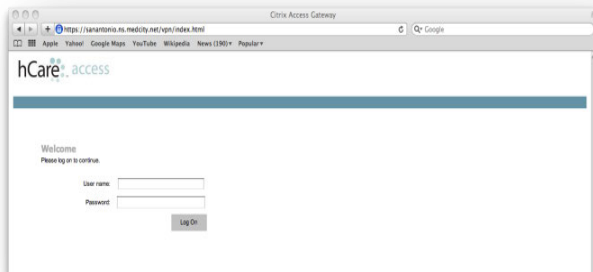 Citrix Access Gateway
https://sanantonio.ns.medcity.net/vpn/index.html
Google
Apple Yahoo! Google Maps YouTube Wikipedia News (190) Popular
hCare access
Welcome
Please log on to continue.
User name:
Password:
Log On